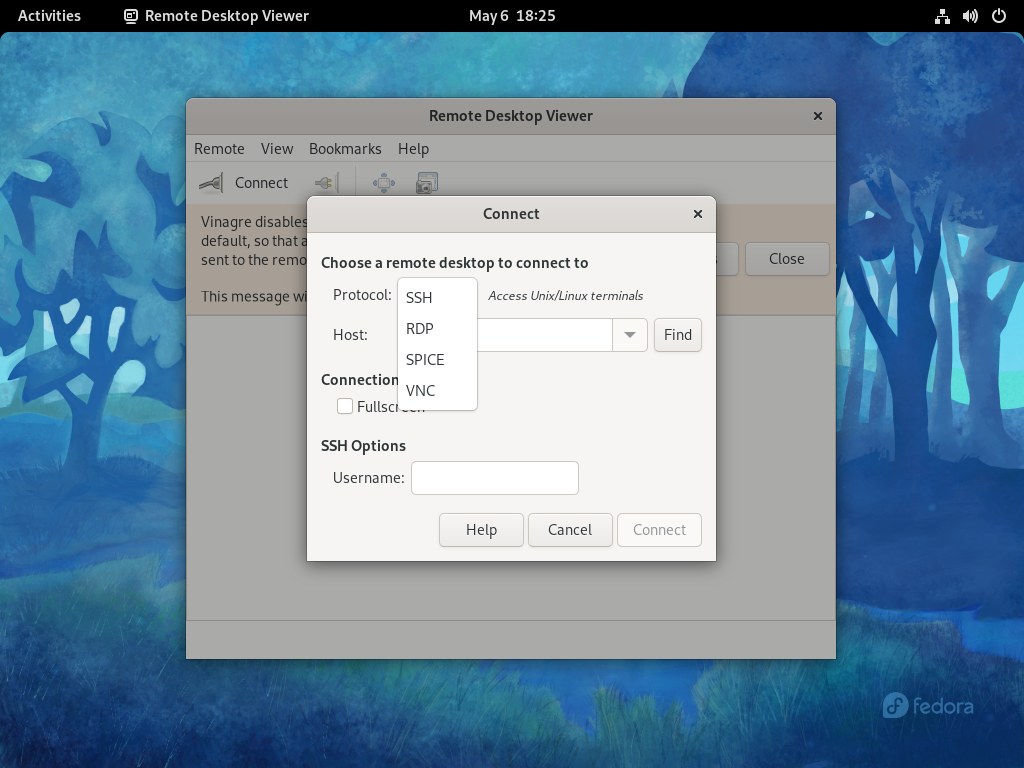 Activities
Remote Desktop Viewer
May 6 18:25
Remote Desktop Viewer
Remote View Bookmarks Help
Connect
Vinagre disables
default, so that a
sent to the remo
This message wi
Close
Connect
Choose a remote desktop to connect to
Protocol:
SSH
RDP
SPICE
VNC
Access Unix/Linux terminals
Host:
Find
Connection
Fullscreen
SSH Options
Username:
Help Cancel Connect
fedora